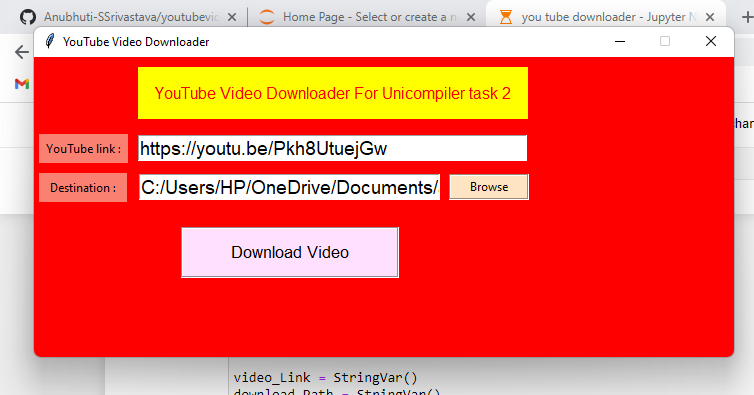 Anubhuti-SSrivastava/youtubevi
Home Page - Select or create a n
you tube downloader - Jupyter N
YouTube Video Downloader
YouTube Video Downloader For Unicompiler task 2
YouTube link :
https://youtu.be/Pkh8UtuejGw
Destination :
C:/Users/HP/OneDrive/Documents/
Browse
Download Video
video_Link = StringVar()
download_Path = StringVar()